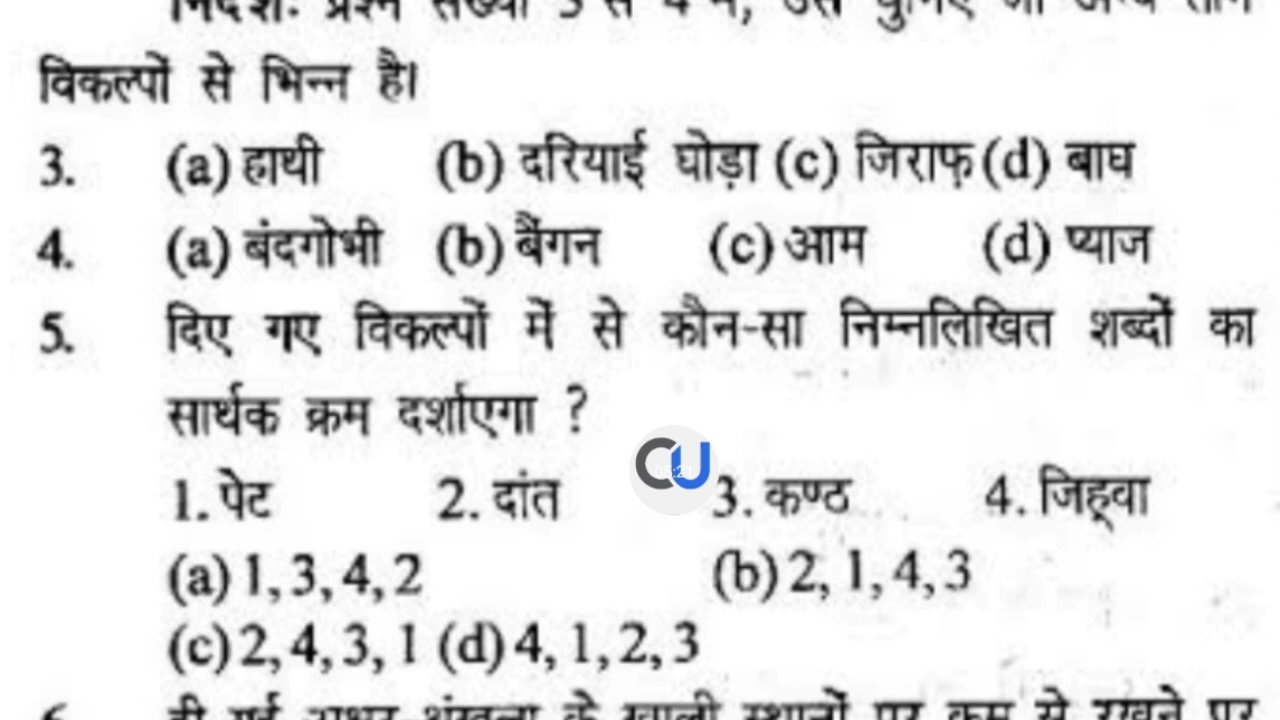 विकल्पों से भिन्न है।
3. (a) हाथी (b) दरियाई घोड़ा (c) जिराफ़ (d) बाघ
4. (a) बंदगोभी (b) बैंगन (c) आम (d) प्याज
5. दिए गए विकल्पों में से कौन-सा निम्नलिखित शब्दों का
सार्थक क्रम दर्शाएगा ?
CU
1. पेट 2. दांत 3. कण्ठ 4. जिह्वा
(a) 1, 3, 4, 2 (b) 2, 1, 4, 3
(c) 2, 4, 3, 1 (d) 4, 1, 2, 3